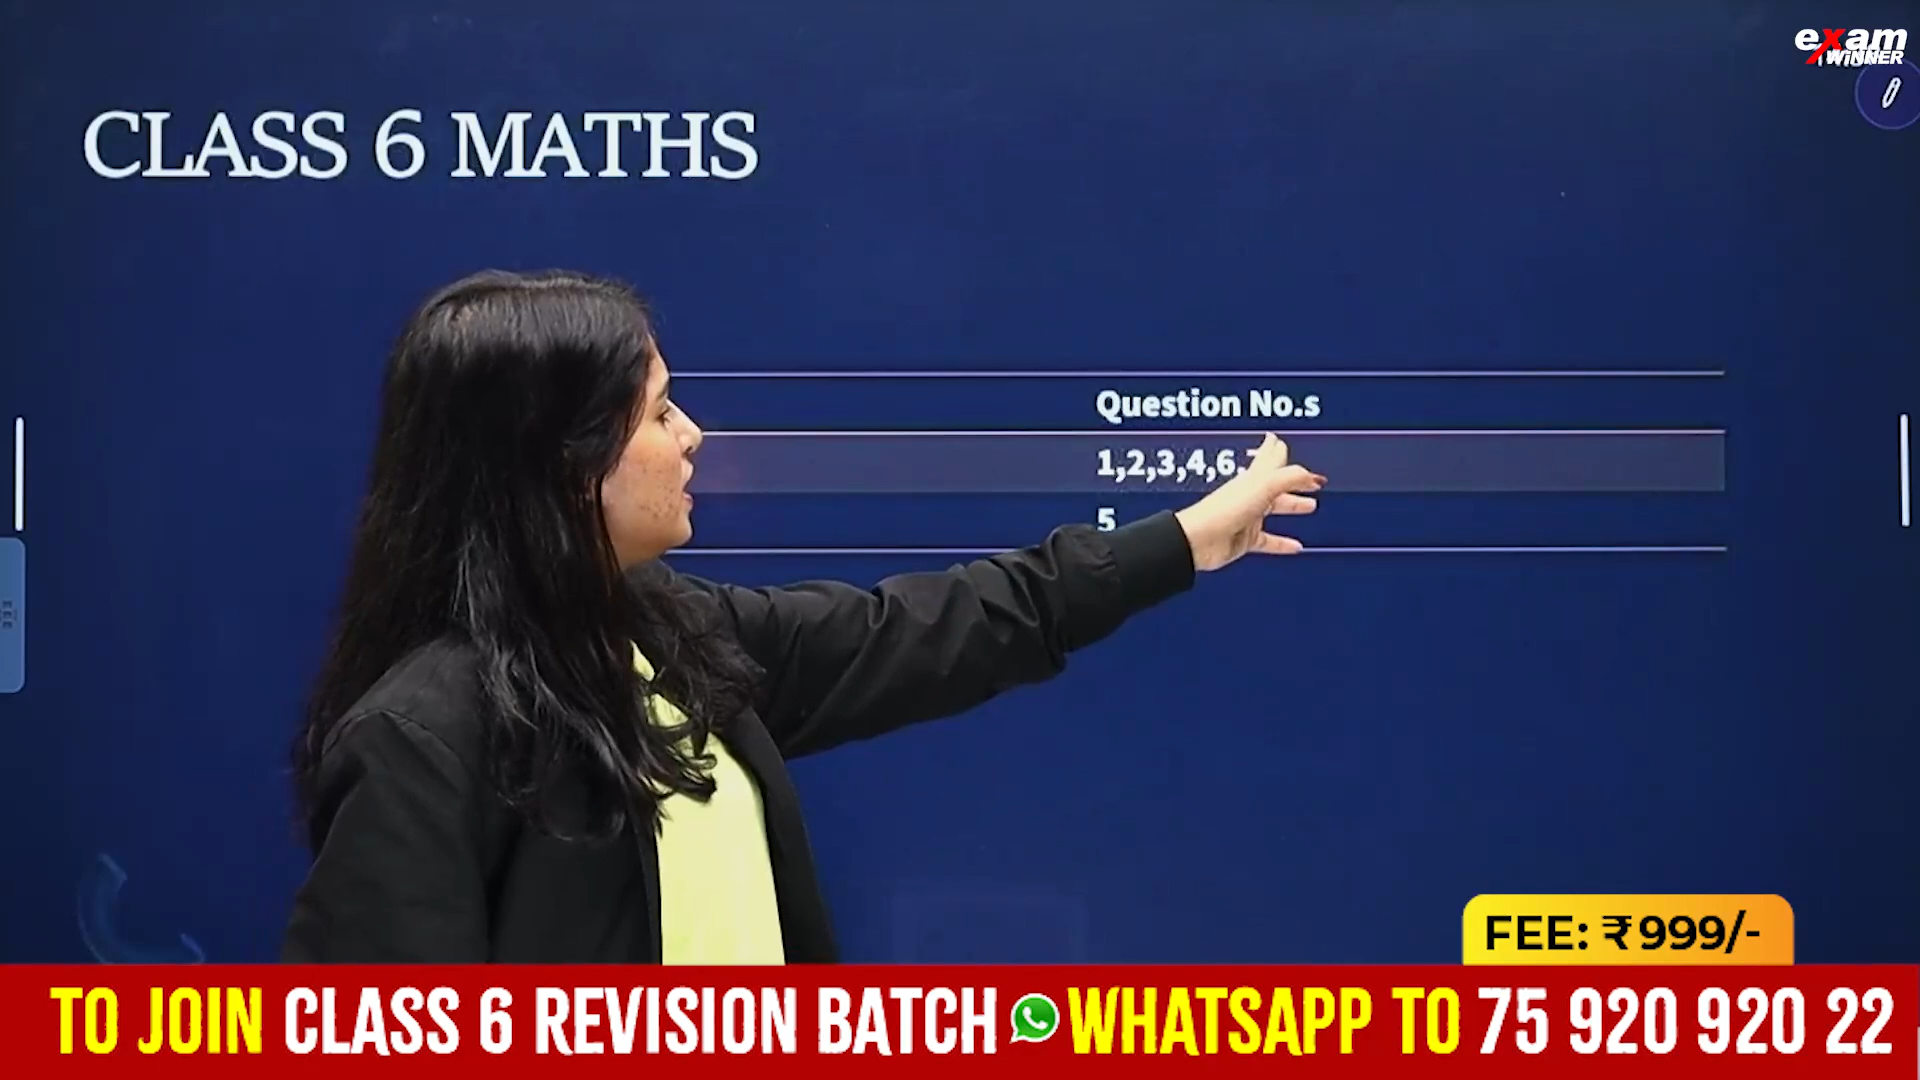 exam
WINNER
CLASS 6 MATHS
Question No.s
1,2,3,4,6,7
5
FEE: ₹999/-
TO JOIN CLASS 6 REVISION BATCH WHATSAPP TO 75 920 920 22